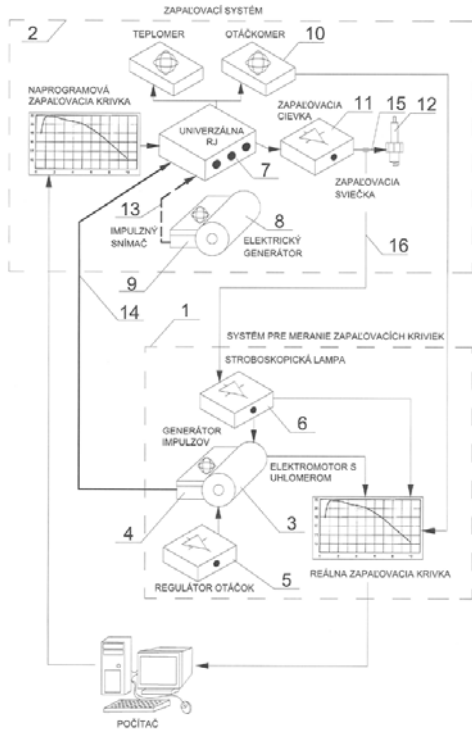 ZAPAĽOVACÍ SYSTÉM
2
TEPLOMER
OTÁČKOMER
10
NAPROGRAMOVÁ
ZAPAĽOVACIA KRIVKA
UNIVERZÁLNA
RJ
7
ZAPAĽOVACIA
CIEVKA
11
15
12
ZAPAĽOVACIA
SVIEČKA
13
IMPULZNÝ
SNÍMAČ
8
ELEKTRICKÝ
GENERÁTOR
9
16
14
1
SYSTÉM PRE MERANIE ZAPAĽOVACÍCH KRIVIEK
STROBOSKOPICKÁ LAMPA
6
GENERÁTOR
IMPULZOV
ELEKTROMOTOR S
UHLOMEROM
4
3
5
REGULÁTOR OTÁČOK
REÁLNA ZAPAĽOVACIA KRIVKA
POČÍTAČ